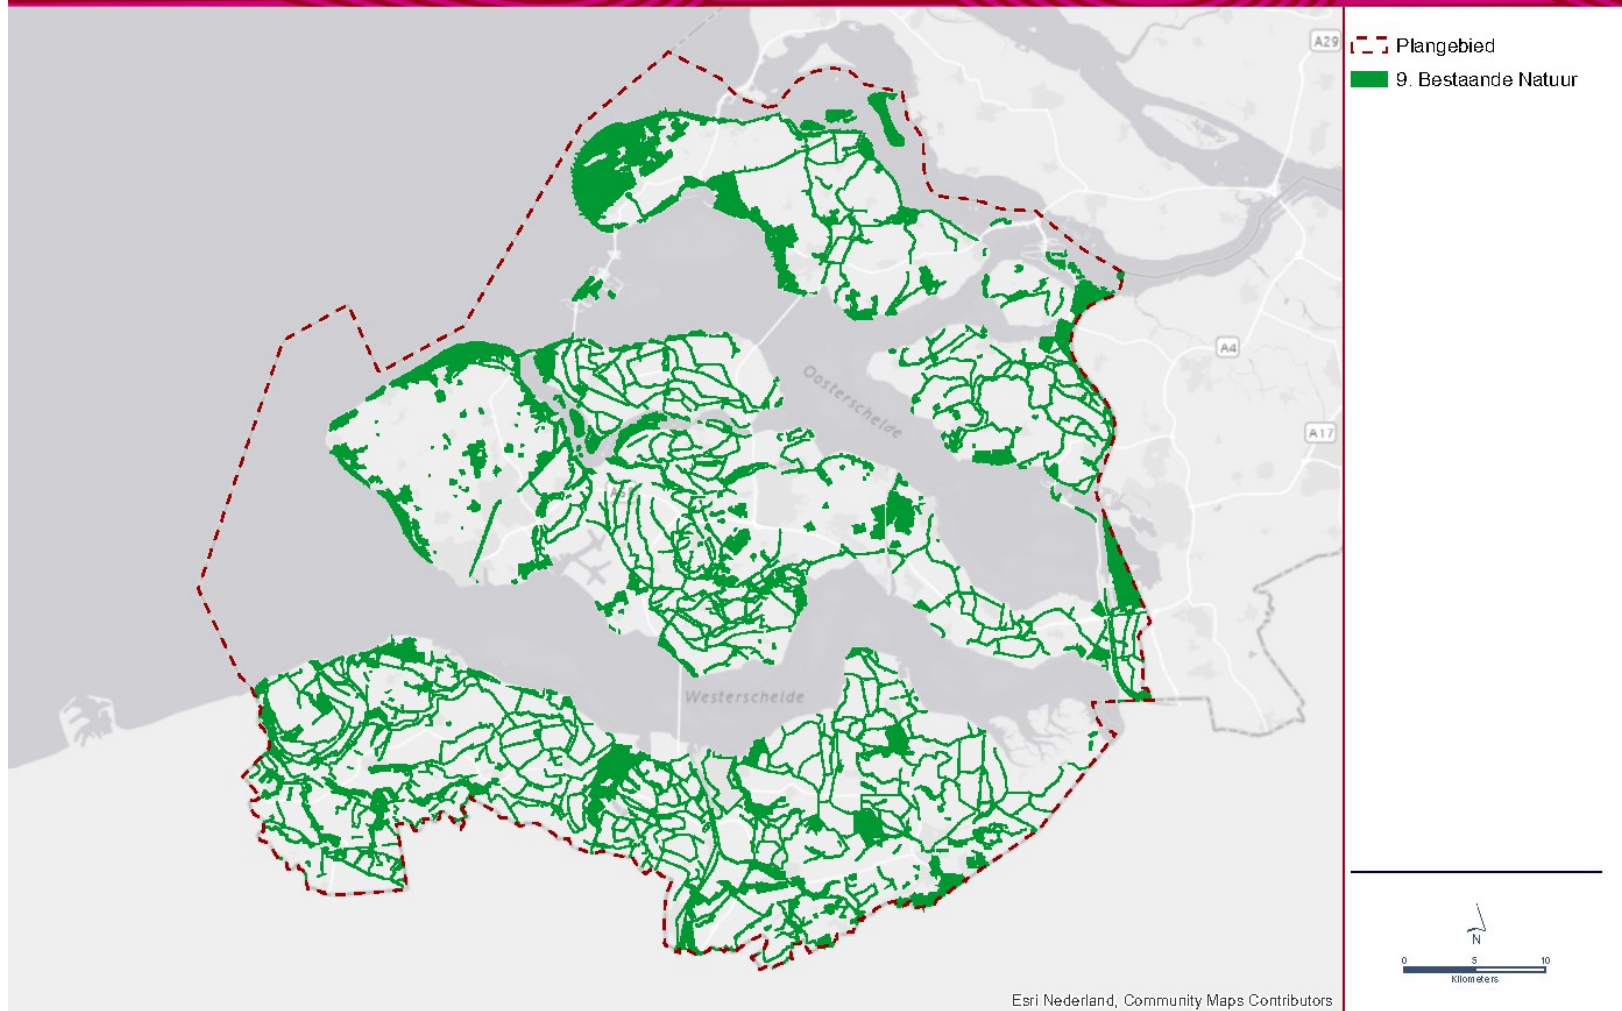 A29
Plangebied
9. Bestaande Natuur
A4
Oosterschelde
A17
Westerschelde
N
0 5 10
Kilometers
Esri Nederland, Community Maps Contributors